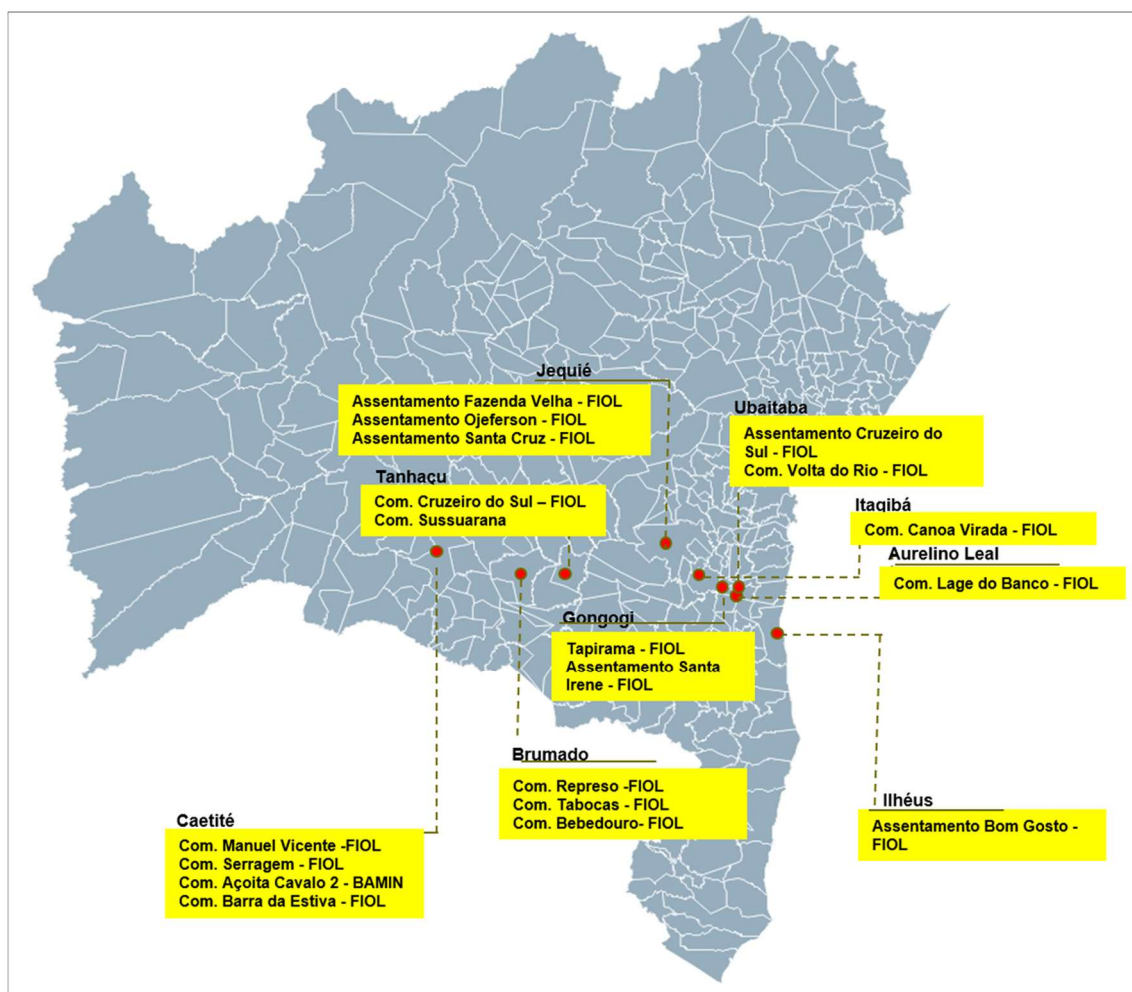 Jequié
Assentamento Fazenda Velha - FIOL
Assentamento Ojeferson - FIOL
Assentamento Santa Cruz - FIOL
Ubaitaba
Assentamento Cruzeiro do
Sul - FIOL
Com. Volta do Rio - FIOL
Tanhaçu
Com. Cruzeiro do Sul – FIOL
Com. Sussuarana
Itagibá
Com. Canoa Virada - FIOL
Aurelino Leal
Com. Lage do Banco - FIOL
Gongogi
Tapirama - FIOL
Assentamento Santa
Irene - FIOL
Brumado
Com. Represo -FIOL
Com. Tabocas - FIOL
Com. Bebedouro- FIOL
Ilhéus
Assentamento Bom Gosto -
FIOL
Caetité
Com. Manuel Vicente -FIOL
Com. Serragem - FIOL
Com. Açoita Cavalo 2 - BAMIN
Com. Barra da Estiva - FIOL